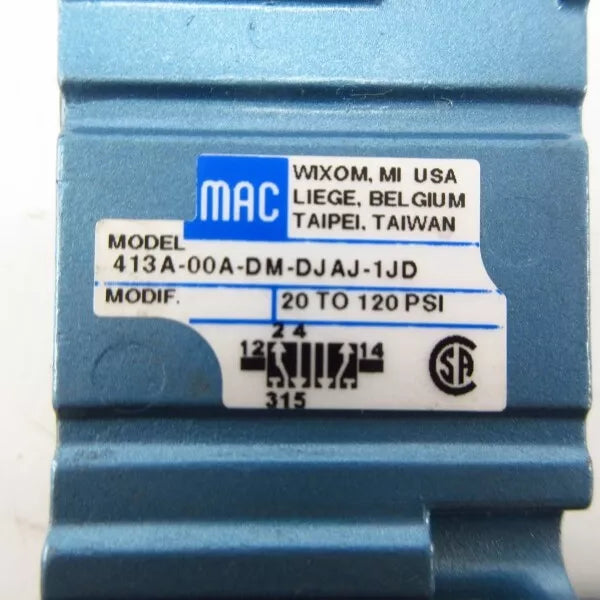 MAC
WIXOM, MI USA
LIEGE, BELGIUM
TAIPEI, TAIWAN
MODEL
413A-00A-DM-DJAJ-1JD
MODIF.
20 TO 120 PSI
2 4
12
14
315
CSA